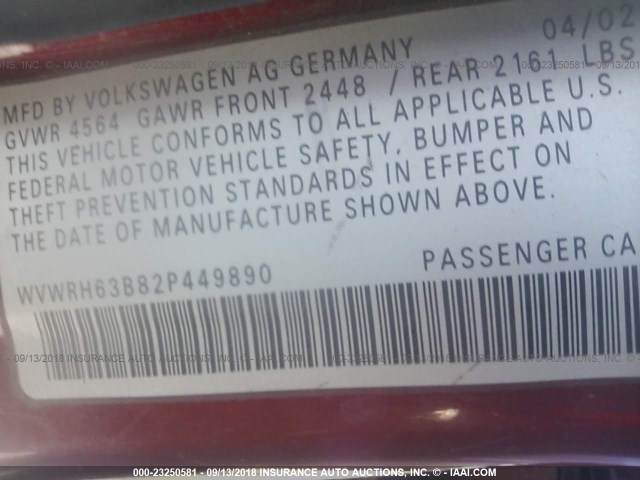 04/02
MFD BY VOLKSWAGEN AG GERMANY
GVWR 4564 GAWR FRONT 2448 / REAR 2161 LBS
THIS VEHICLE CONFORMS TO ALL APPLICABLE U.S.
FEDERAL MOTOR VEHICLE SAFETY, BUMPER AND
THEFT PREVENTION STANDARDS IN EFFECT ON
THE DATE OF MANUFACTURE SHOWN ABOVE.
WVWRH63B82P449890 PASSENGER CA
000-23250581 - 09/13/2018 INSURANCE AUTO AUCTIONS, INC. - © - IAAI.COM